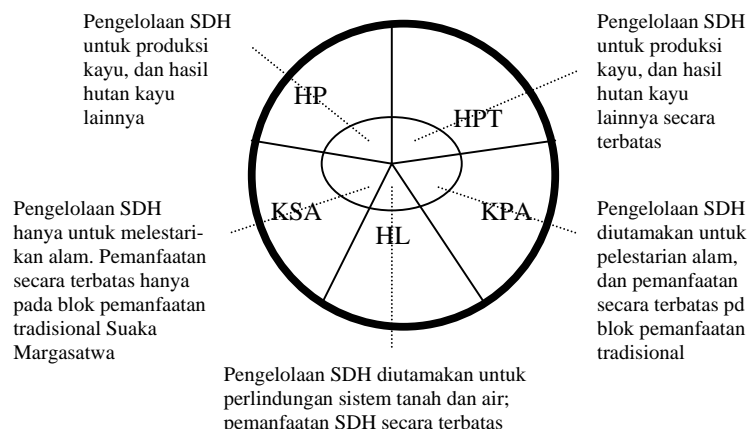 Pengelolaan SDH
untuk produksi
kayu, dan hasil
hutan kayu
lainnya
Pengelolaan SDH
untuk produksi
kayu, dan hasil
hutan kayu
lainnya secara
terbatas
HP
HPT
KSA
HL
KPA
Pengelolaan SDH
hanya untuk melestari-
kan alam. Pemanfaatan
secara terbatas hanya
pada blok pemanfaatan
tradisional Suaka
Margasatwa
Pengelolaan SDH
diutamakan untuk
pelestarian alam,
dan pemanfaatan
secara terbatas pd
blok pemanfaatan
tradisional
Pengelolaan SDH diutamakan untuk
perlindungan sistem tanah dan air;
pemanfaatan SDH secara terbatas